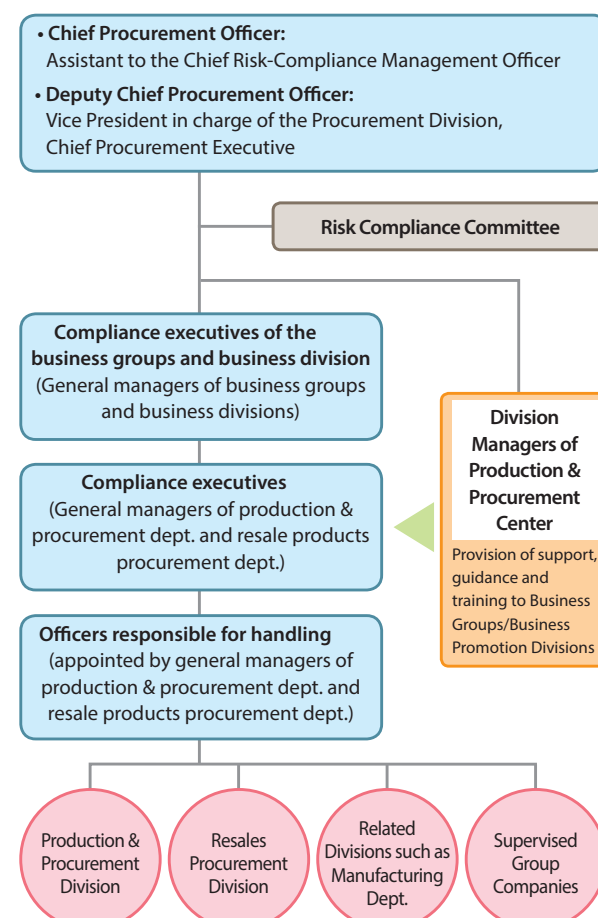 • Chief Procurement Officer:
Assistant to the Chief Risk-Compliance Management Officer
• Deputy Chief Procurement Officer:
Vice President in charge of the Procurement Division,
Chief Procurement Executive
Risk Compliance Committee
Compliance executives of the
business groups and business division
(General managers of business groups
and business divisions)
Division
Managers of
Production &
Procurement
Center
Provision of support,
guidance and
training to Business
Groups/Business
Promotion Divisions
Compliance executives
(General managers of production &
procurement dept. and resale products
procurement dept.)
Officers responsible for handling
(appointed by general managers of
production & procurement dept. and
resale products procurement dept.)
Production &
Procurement
Division
Resales
Procurement
Division
Related
Divisions such as
Manufacturing
Dept.
Supervised
Group
Companies